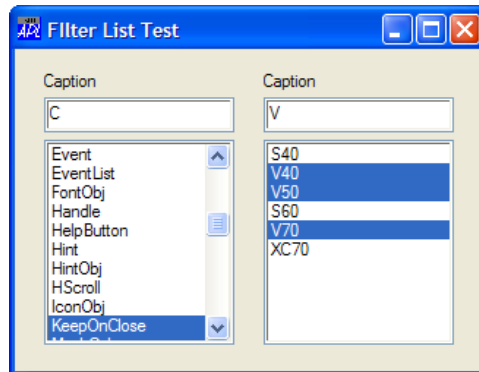 FIlter List Test
Caption
C
Event
EventList
FontObj
Handle
HelpButton
Hint
HintObj
HScroll
IconObj
KeepOnClose
Caption
V
S40
V40
V50
S60
V70
XC70